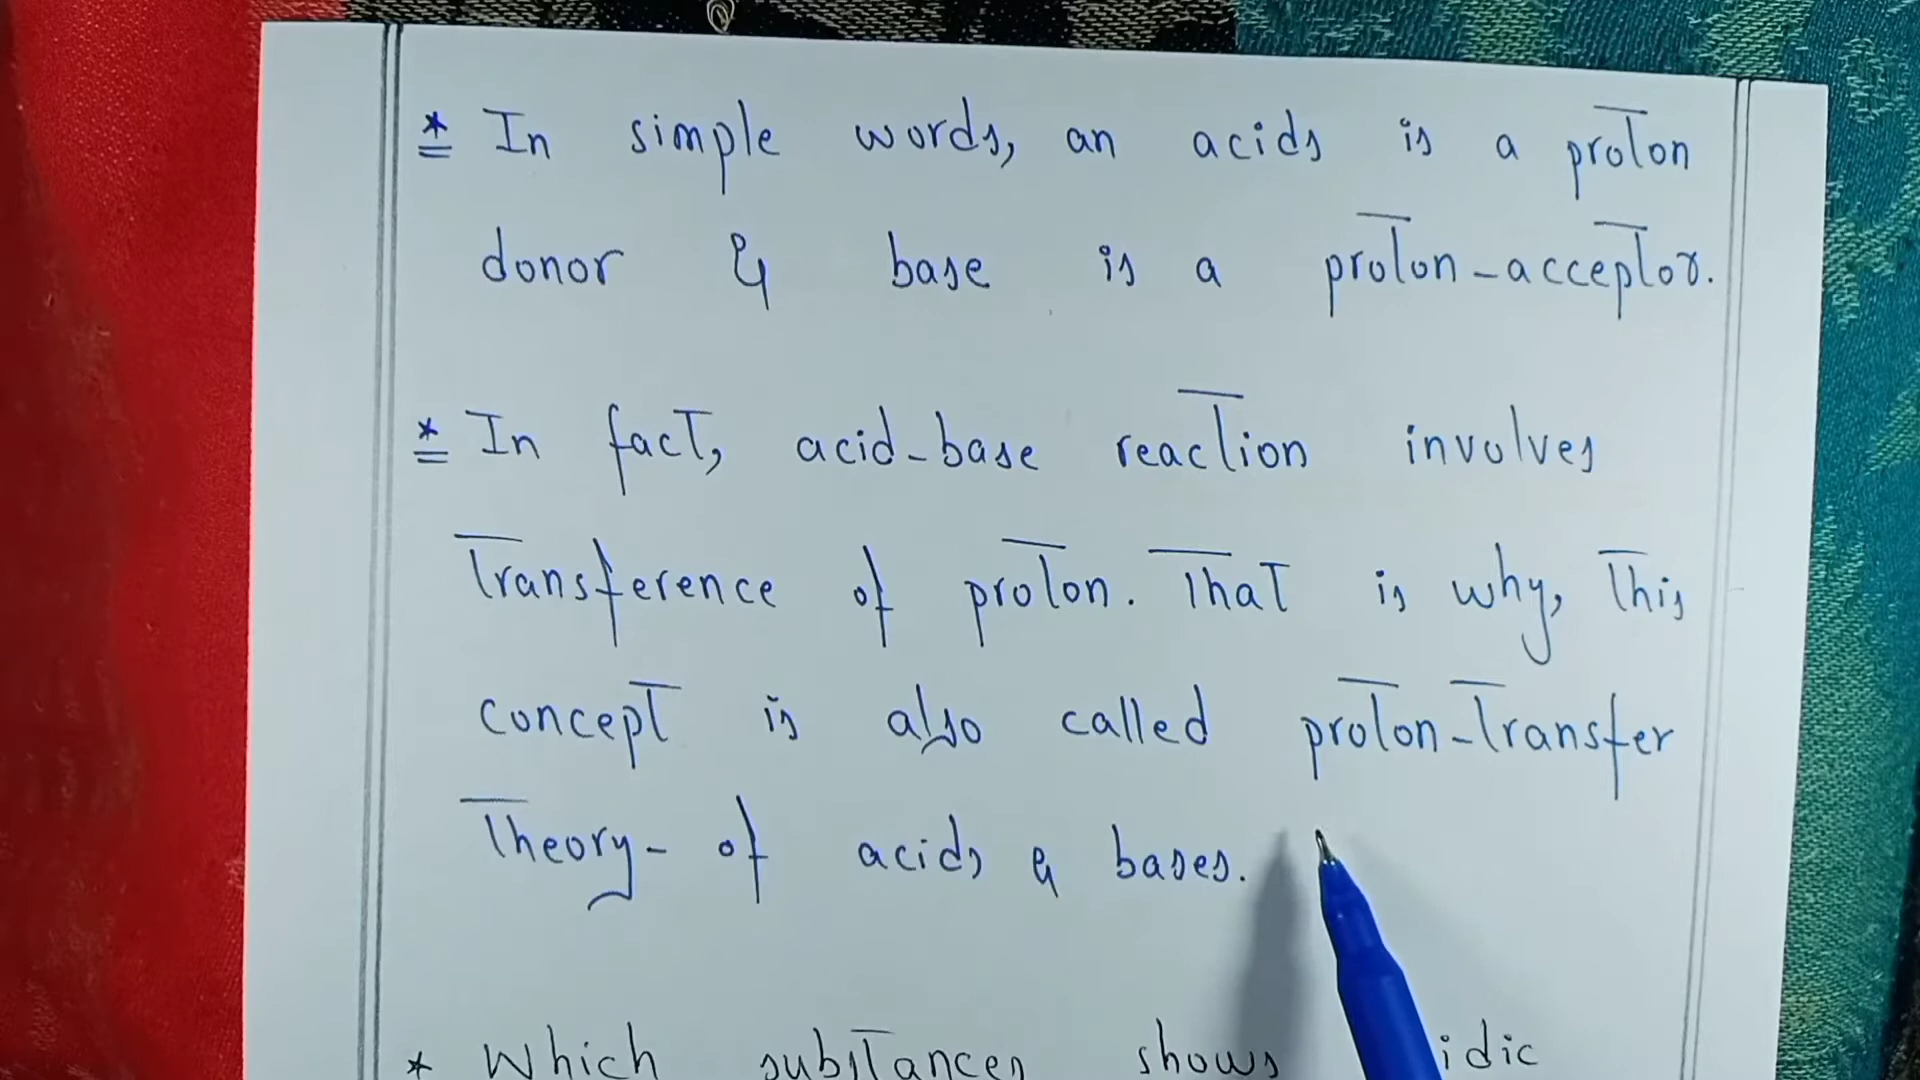 * In simple words, an acids is a proton
donor & base is a proton-acceptor.
* In fact, acid-base reaction involves
Transference of proton. That is why, This
concept is also called proton-Transfer
Theory- of acids & bases.
* Which substances shows